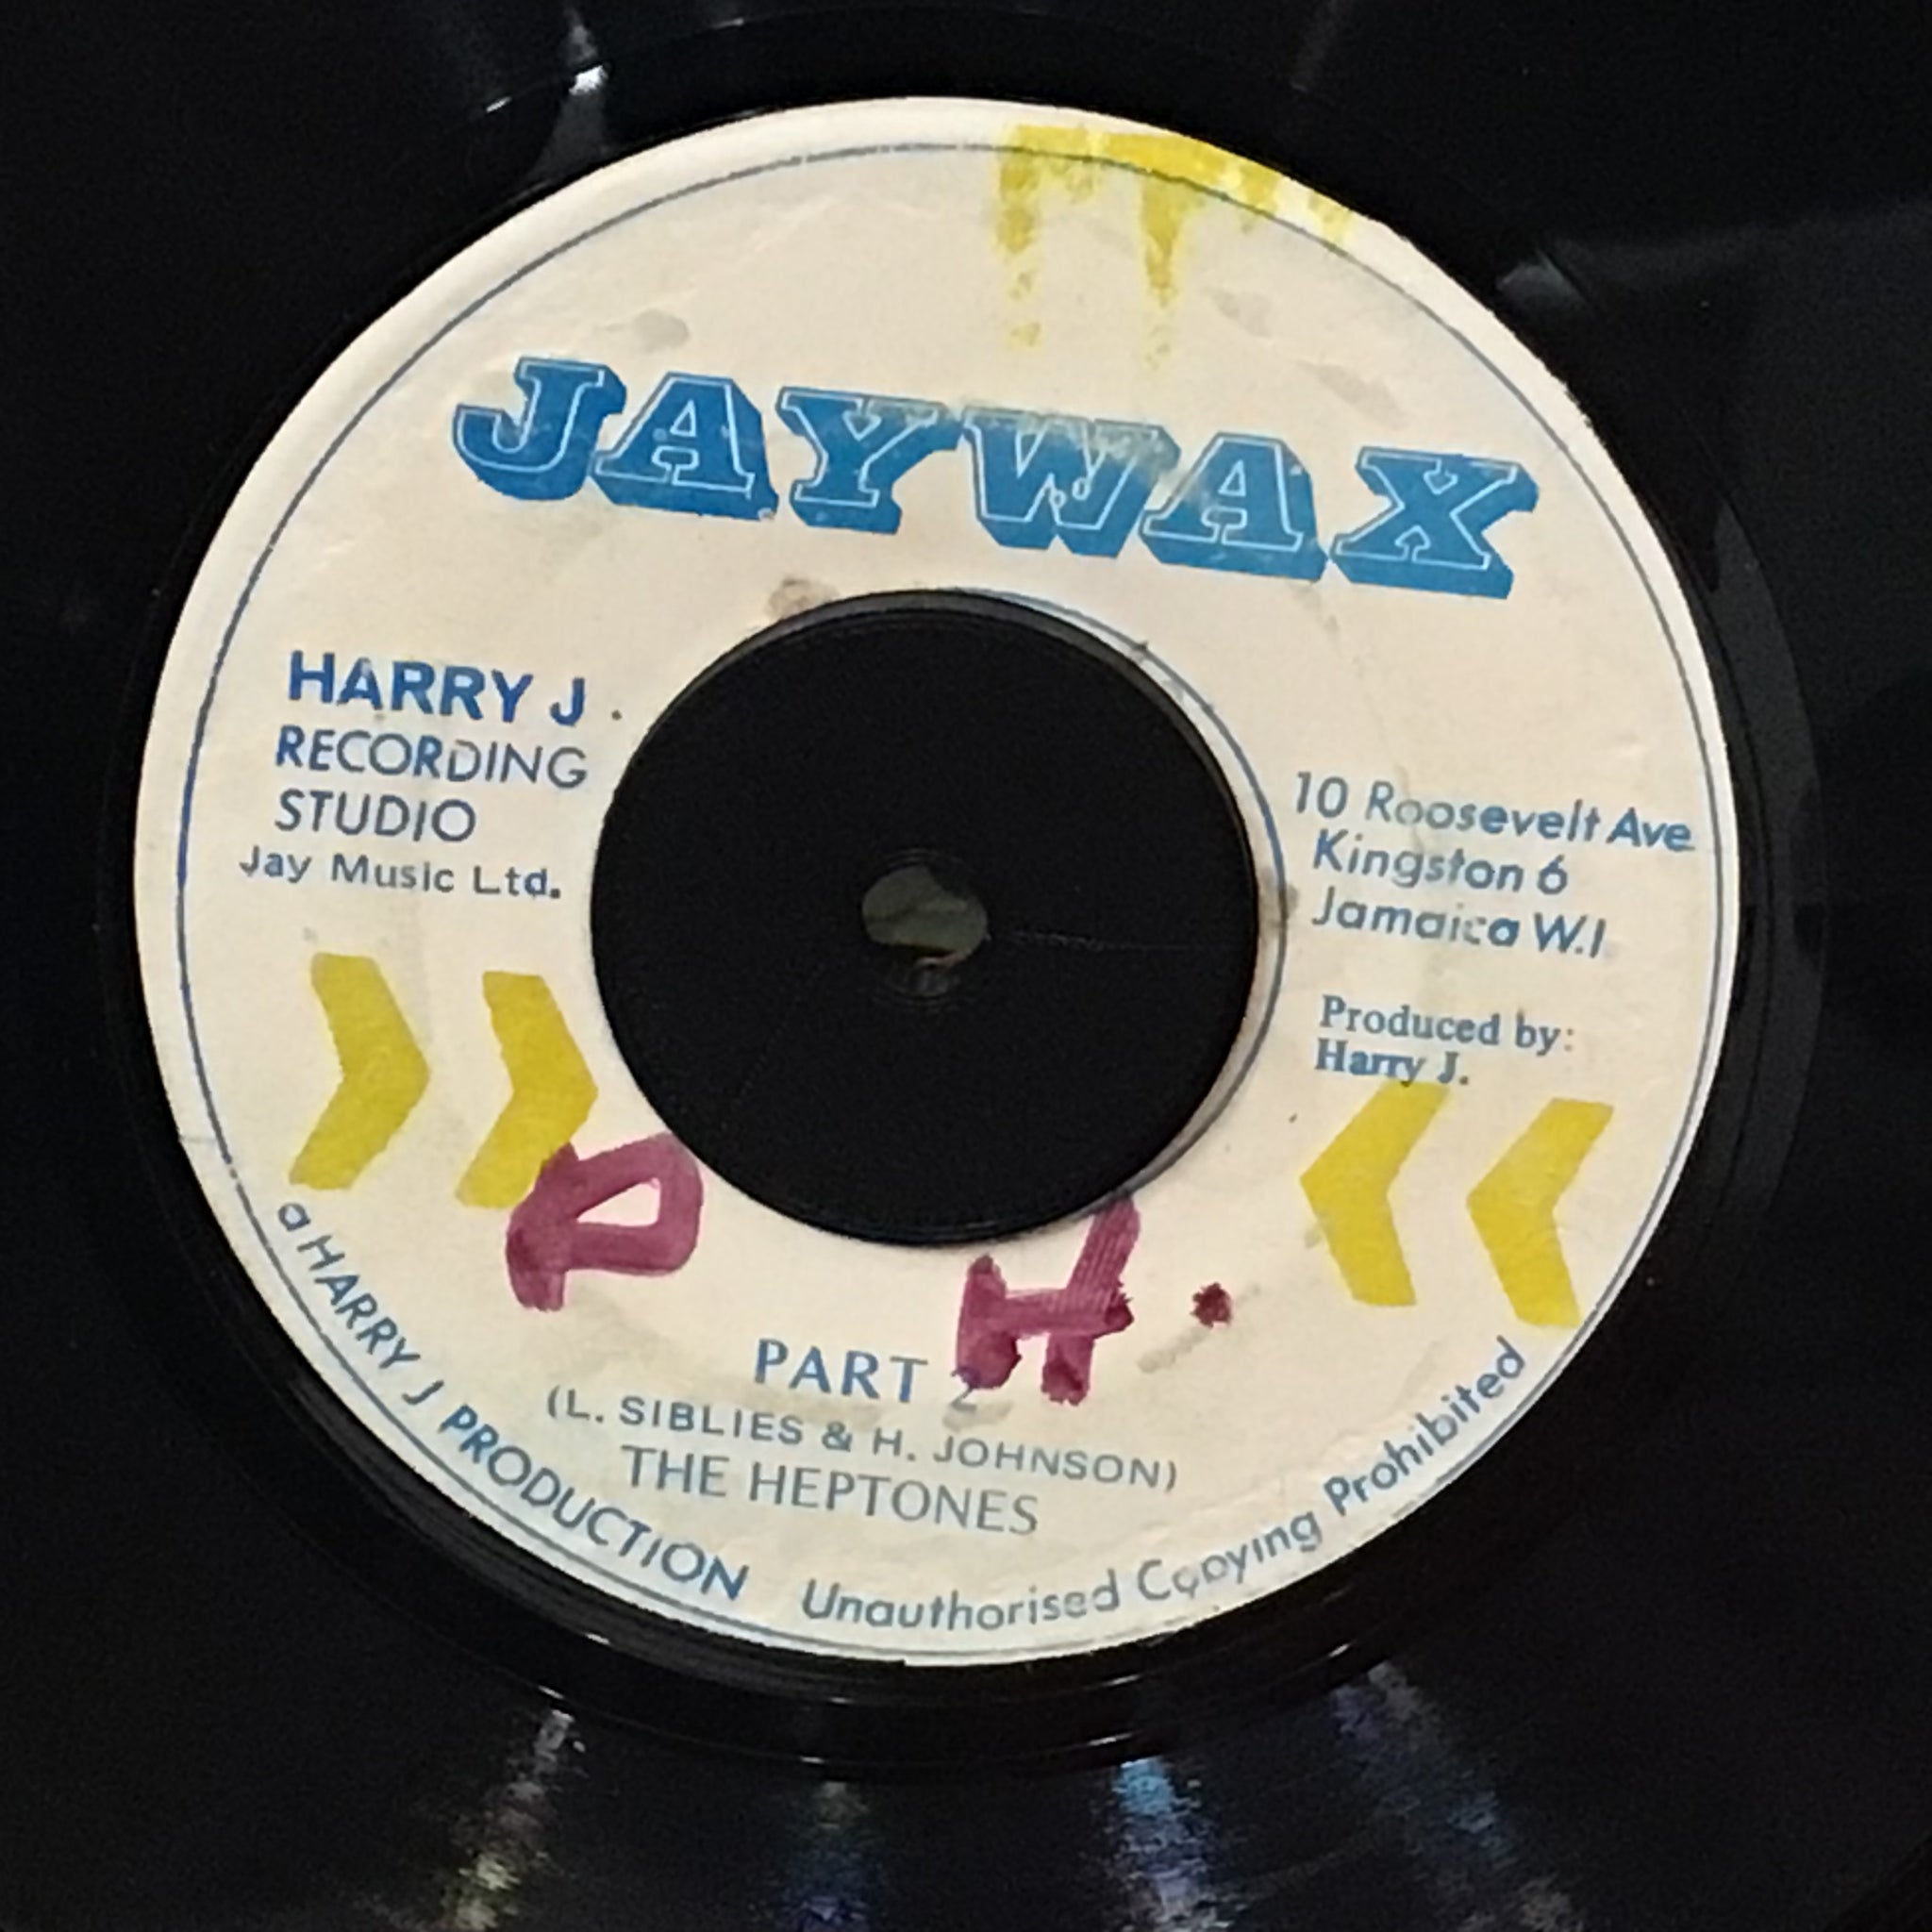 JAYWAX
HARRY J
RECORDING
STUDIO
Jay Music Ltd.
10 Roosevelt Ave
Kingston 6
Jamaica W.I
Produced by:
Harry J.
D H.
PART 2
(L. SIBLIES & H. JOHNSON)
THE HEPTONES
a HARRY J PRODUCTION Unauthorised Copying Prohibited